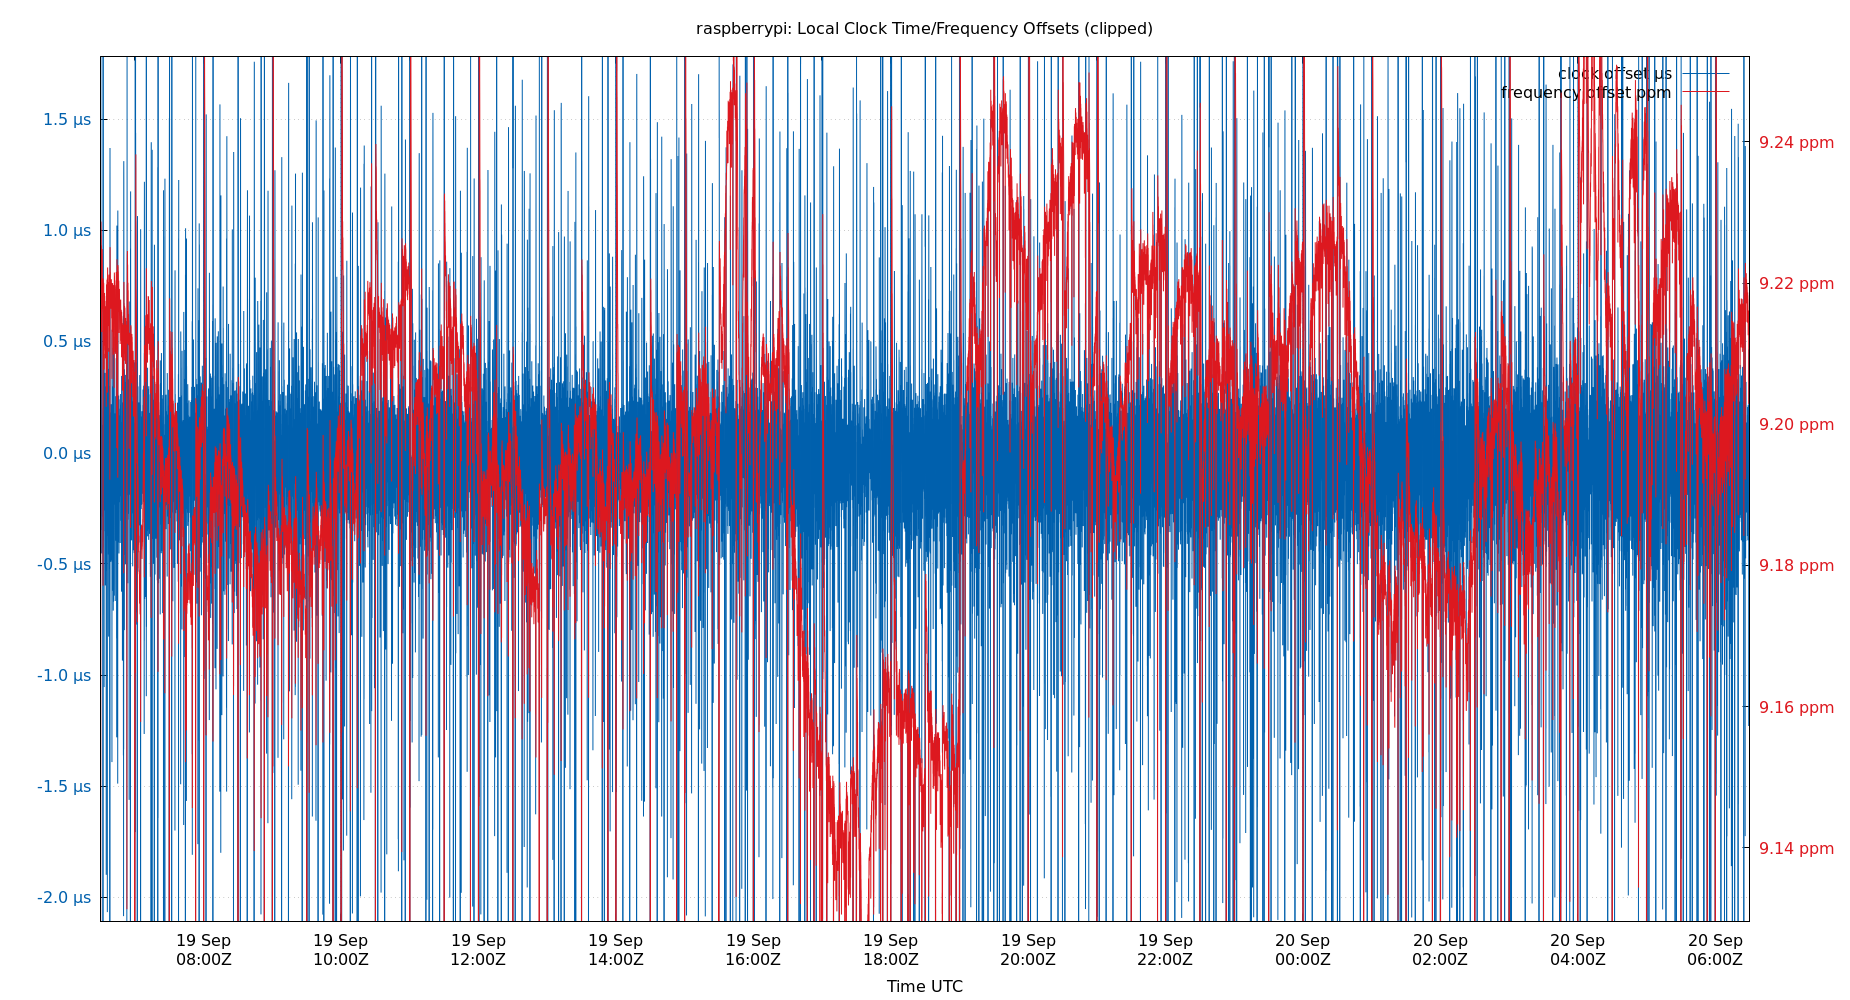 raspberrypi: Local Clock Time/Frequency Offsets (clipped)
clock offset µs
frequency offset ppm
1.5 µs
1.0 µs
0.5 µs
0.0 µs
-0.5 µs
-1.0 µs
-1.5 µs
-2.0 µs
9.24 ppm
9.22 ppm
9.20 ppm
9.18 ppm
9.16 ppm
9.14 ppm
19 Sep 19 Sep 19 Sep 19 Sep 19 Sep 19 Sep 19 Sep 19 Sep 20 Sep 20 Sep 20 Sep 20 Sep
08:00Z 10:00Z 12:00Z 14:00Z 16:00Z 18:00Z 20:00Z 22:00Z 00:00Z 02:00Z 04:00Z 06:00Z
Time UTC